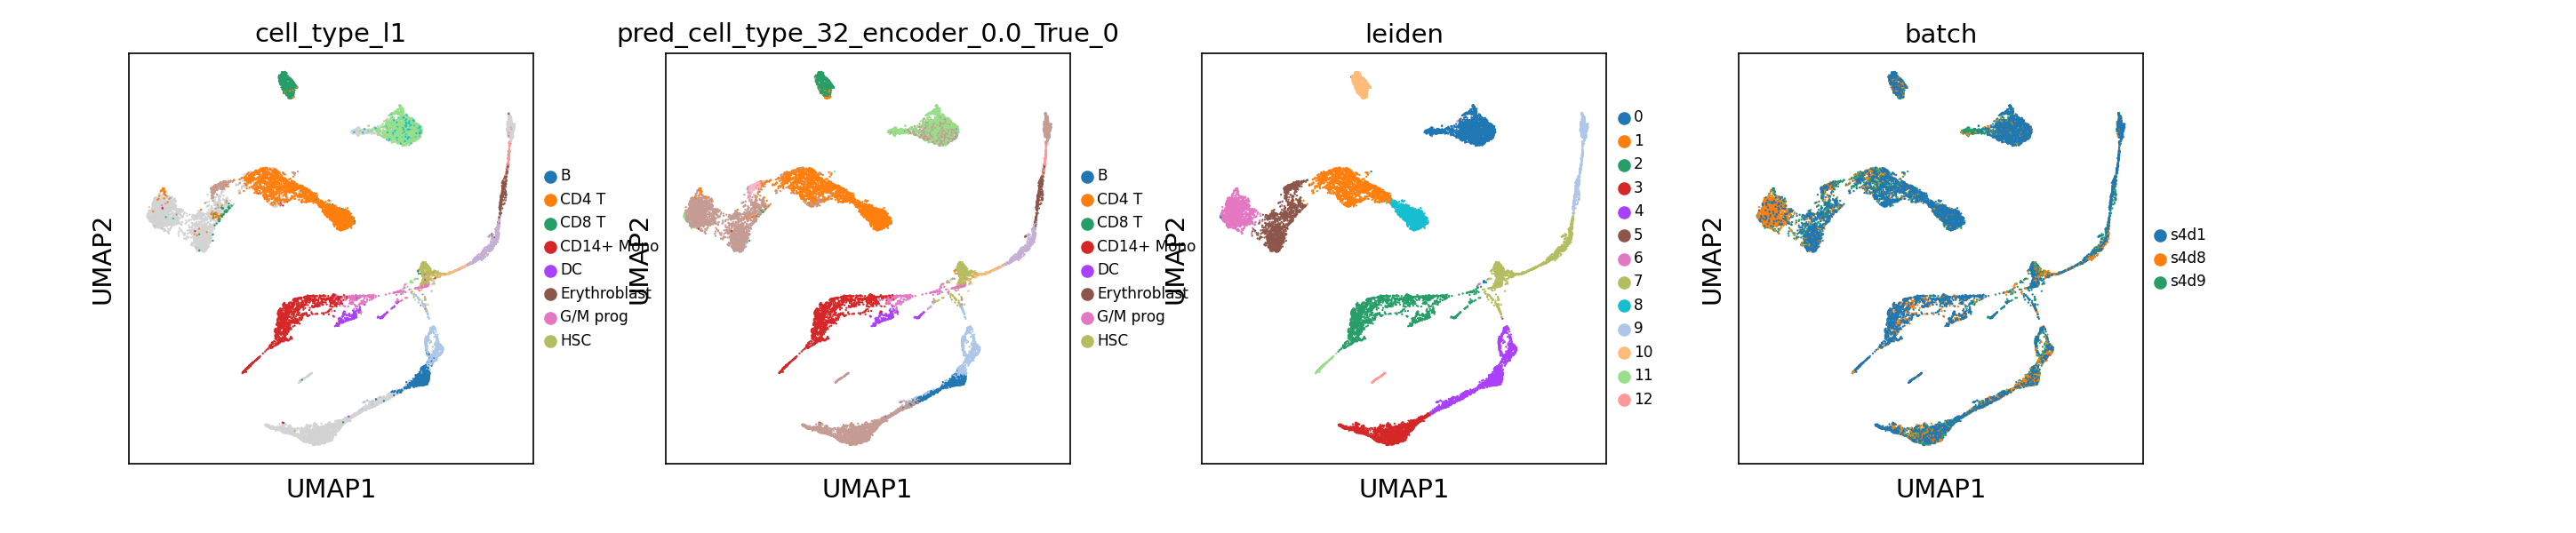 cell_type_l1
UMAP2
UMAP1
B
CD4 T
CD8 T
CD14+ Mono
DC
Erythroblast
G/M prog
HSC
pred_cell_type_32_encoder_0.0_True_0
UMAP2
UMAP1
B
CD4 T
CD8 T
CD14+ Mono
DC
Erythroblast
G/M prog
HSC
leiden
UMAP2
UMAP1
0
1
2
3
4
5
6
7
8
9
10
11
12
batch
UMAP2
UMAP1
s4d1
s4d8
s4d9